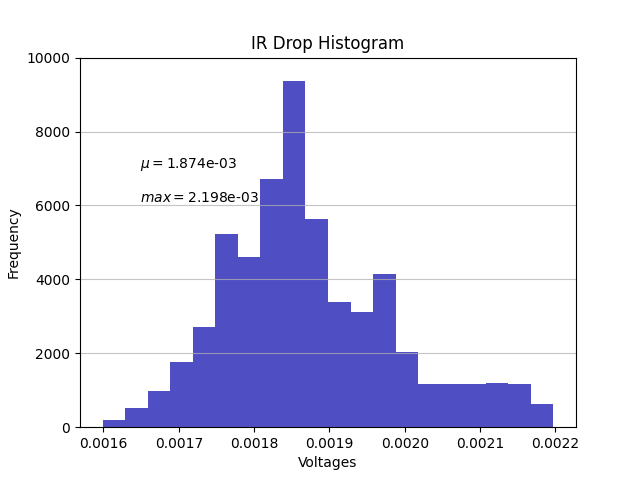 IR Drop Histogram
10000
8000
6000
4000
2000
0
Frequency
μ = 1.874e-03
max = 2.198e-03
0.0016 0.0017 0.0018 0.0019 0.0020 0.0021 0.0022
Voltages